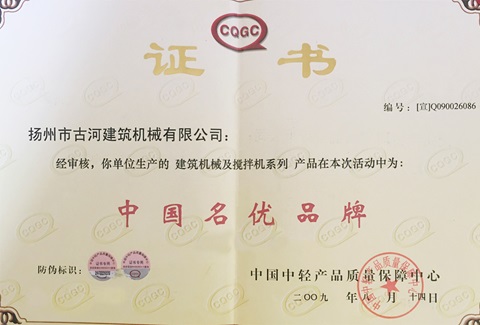 CQGC
证书
编号：[宣]Q090026086
扬州市古河建筑机械有限公司：
经审核，你单位生产的 建筑机械及搅拌机系列 产品在本次活动中为：
中国名优品牌
防伪标识：
中国中轻产品质量保障中心
二〇〇九 年 八 月 十四日